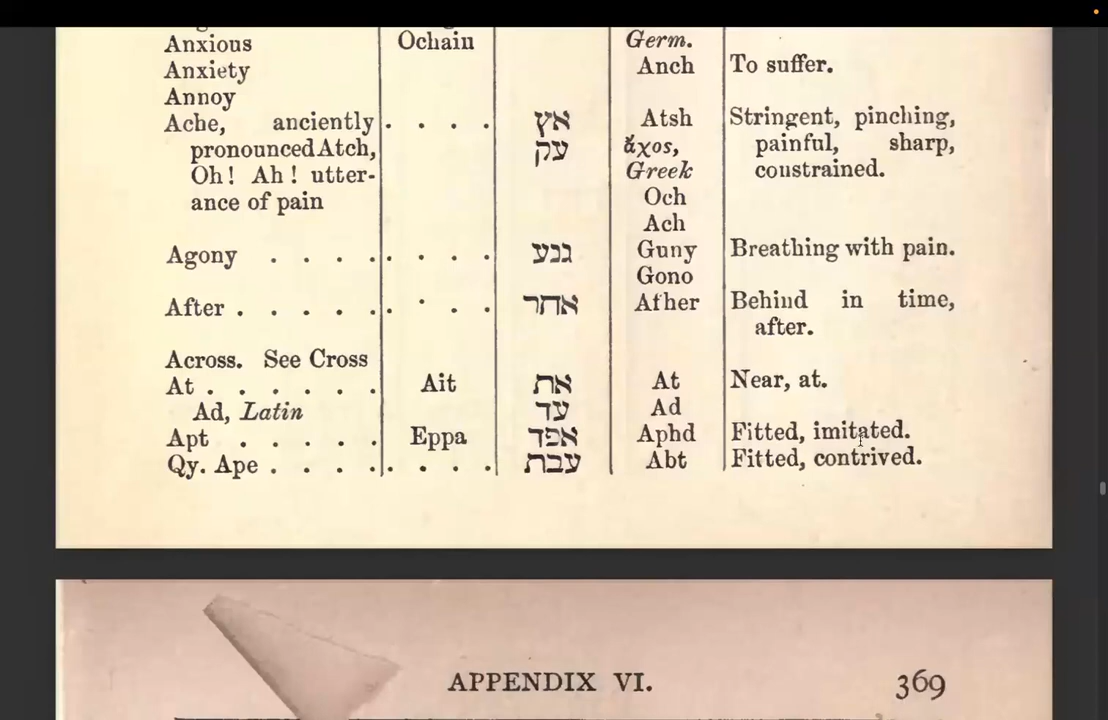 Anxious Ochain Germ.
Anxiety Anch To suffer.
Annoy
Ache, anciently . . . . אץ Atsh Stringent, pinching,
pronounced Atch, עק ἄχος, painful, sharp,
Oh! Ah! utter- Greek constrained.
ance of pain Och
Ach
Agony . . . . . . . . גנע Guny Breathing with pain.
Gono
After . . . . . . . . אחר Ather Behind in time,
after.
Across. See Cross
At . . . . . . Ait את At Near, at.
Ad, Latin עד Ad
Apt . . . . . Eppa אפד Aphd Fitted, imitated.
Qy. Ape . . . . . . . . עבת Abt Fitted, contrived.
APPENDIX VI. 369